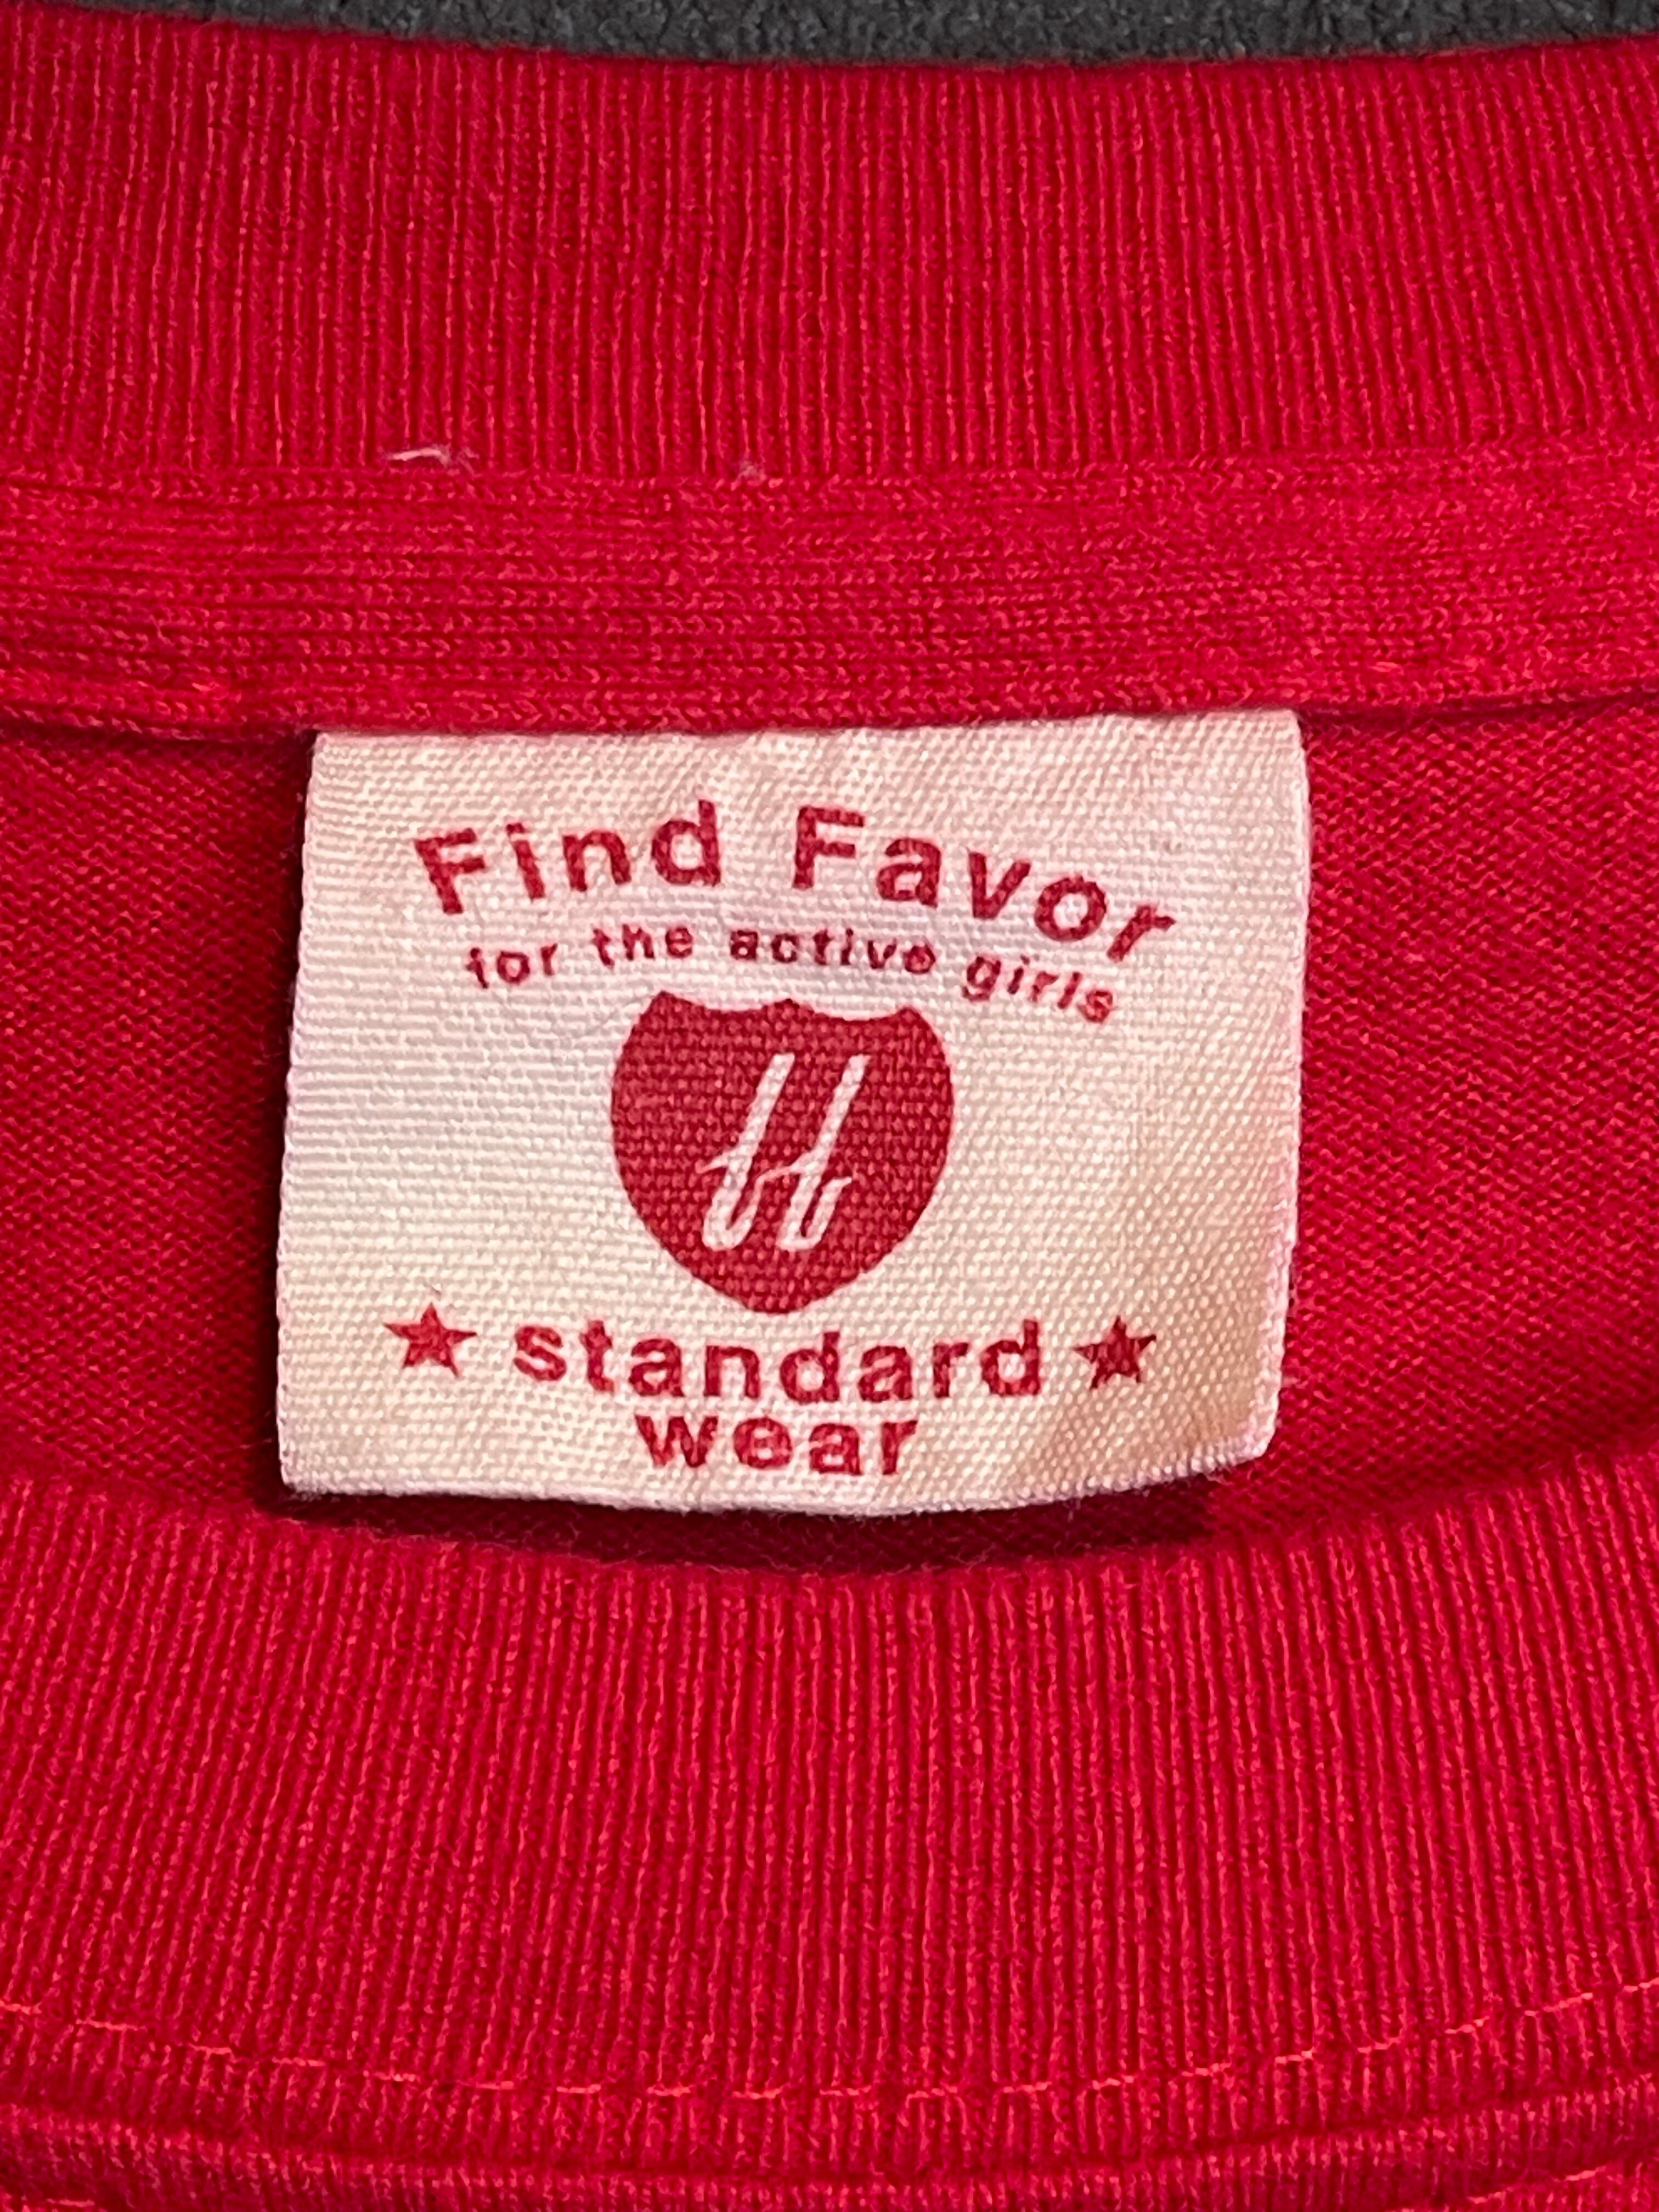 Find Favor
for the active girls
ff
★ standard ★
wear